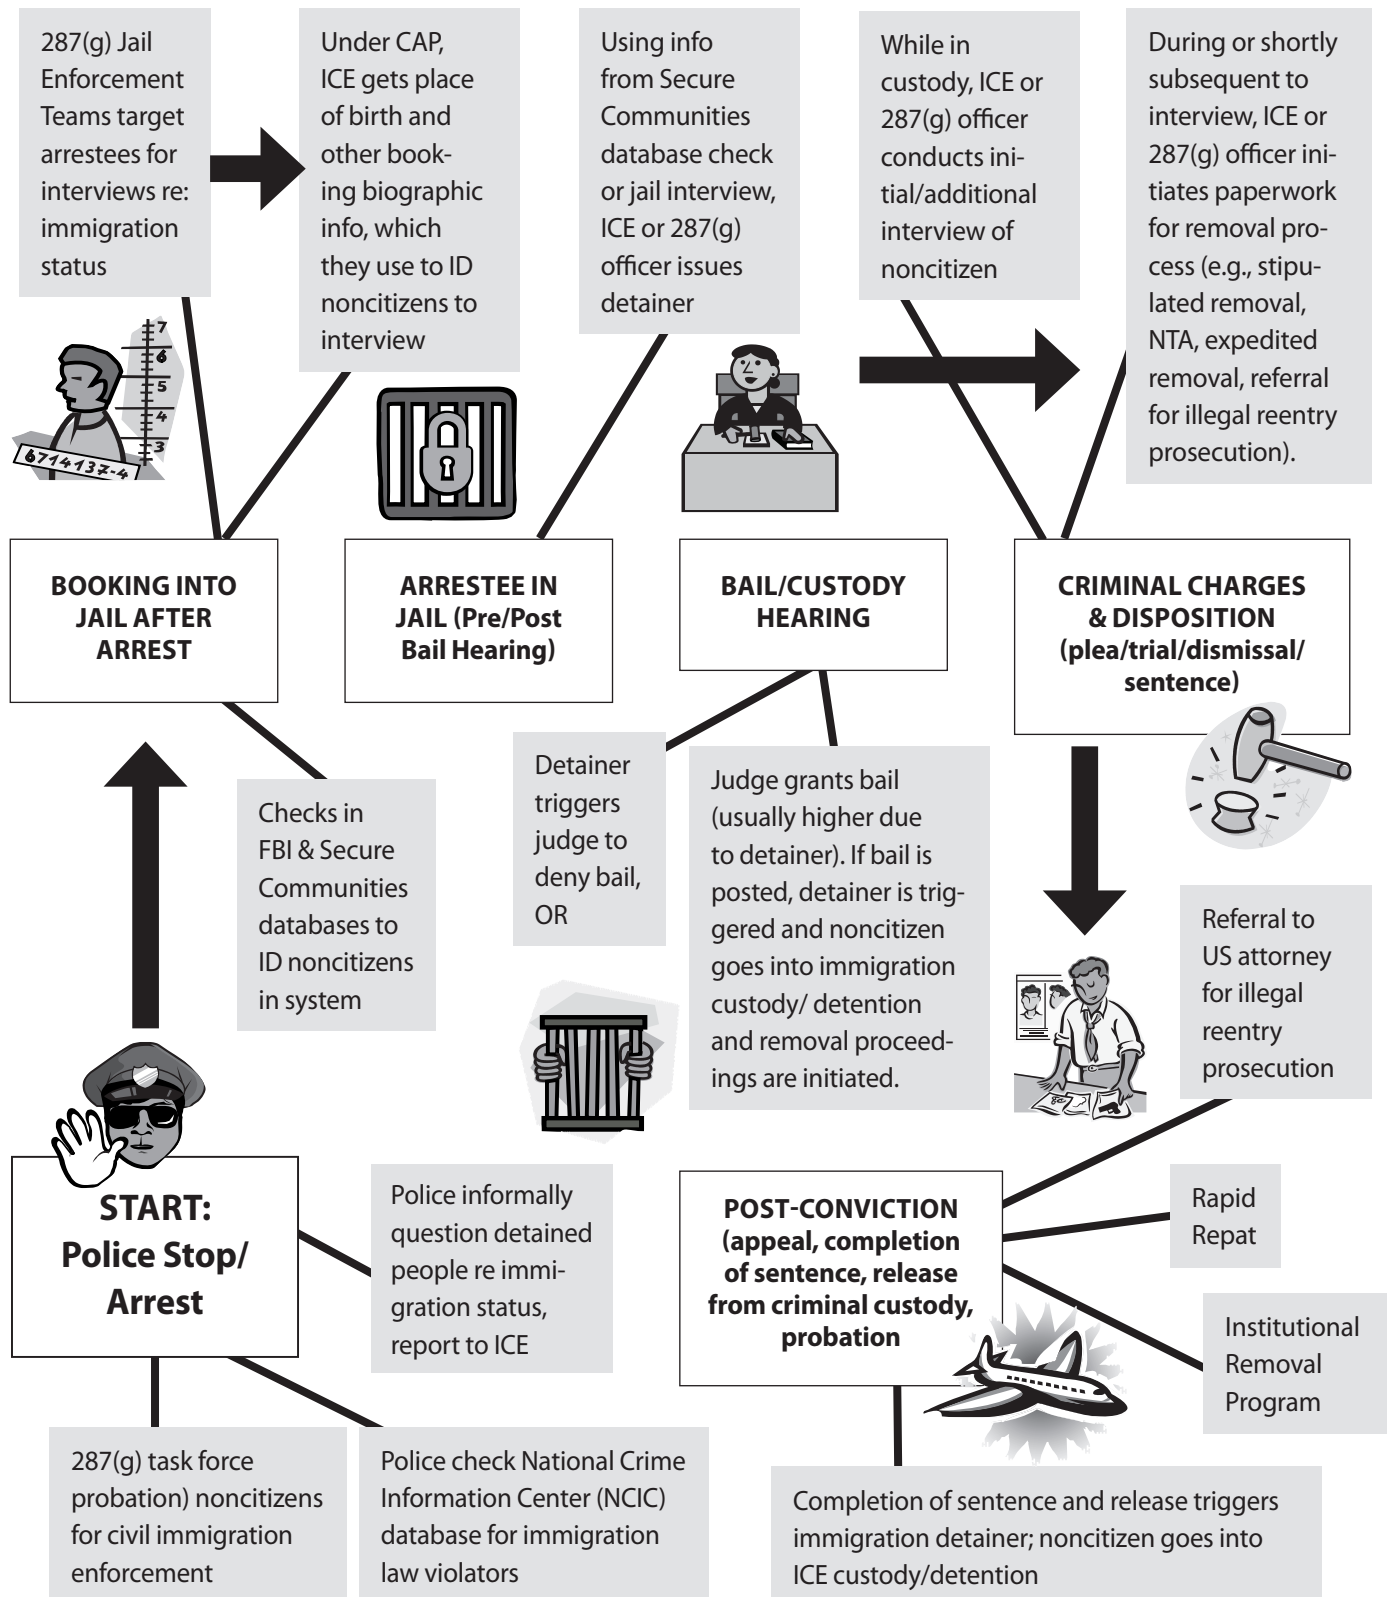 287(g) Jail
Enforcement
Teams target
arrestees for
interviews re:
immigration
status
Under CAP,
ICE gets place
of birth and
other book-
ing biographic
info, which
they use to ID
noncitizens to
interview
Using info
from Secure
Communities
database check
or jail interview,
ICE or 287(g)
officer issues
detainer
While in
custody, ICE or
287(g) officer
conducts ini-
tial/additional
interview of
noncitizen
During or shortly
subsequent to
interview, ICE or
287(g) officer ini-
tiates paperwork
for removal pro-
cess (e.g., stipu-
lated removal,
NTA, expedited
removal, referral
for illegal reentry
prosecution).
7
6
5
4
3
6714137-4
BOOKING INTO
JAIL AFTER
ARREST
ARRESTEE IN
JAIL (Pre/Post
Bail Hearing)
BAIL/CUSTODY
HEARING
CRIMINAL CHARGES
& DISPOSITION
(plea/trial/dismissal/
sentence)
Checks in
FBI & Secure
Communities
databases to
ID noncitizens
in system
Detainer
triggers
judge to
deny bail,
OR
Judge grants bail
(usually higher due
to detainer). If bail is
posted, detainer is trig-
gered and noncitizen
goes into immigration
custody/ detention
and removal proceed-
ings are initiated.
Referral to
US attorney
for illegal
reentry
prosecution
START:
Police Stop/
Arrest
Police informally
question detained
people re immi-
gration status,
report to ICE
POST-CONVICTION
(appeal, completion
of sentence, release
from criminal custody,
probation
Rapid
Repat
Institutional
Removal
Program
287(g) task force
probation) noncitizens
for civil immigration
enforcement
Police check National Crime
Information Center (NCIC)
database for immigration
law violators
Completion of sentence and release triggers
immigration detainer; noncitizen goes into
ICE custody/detention